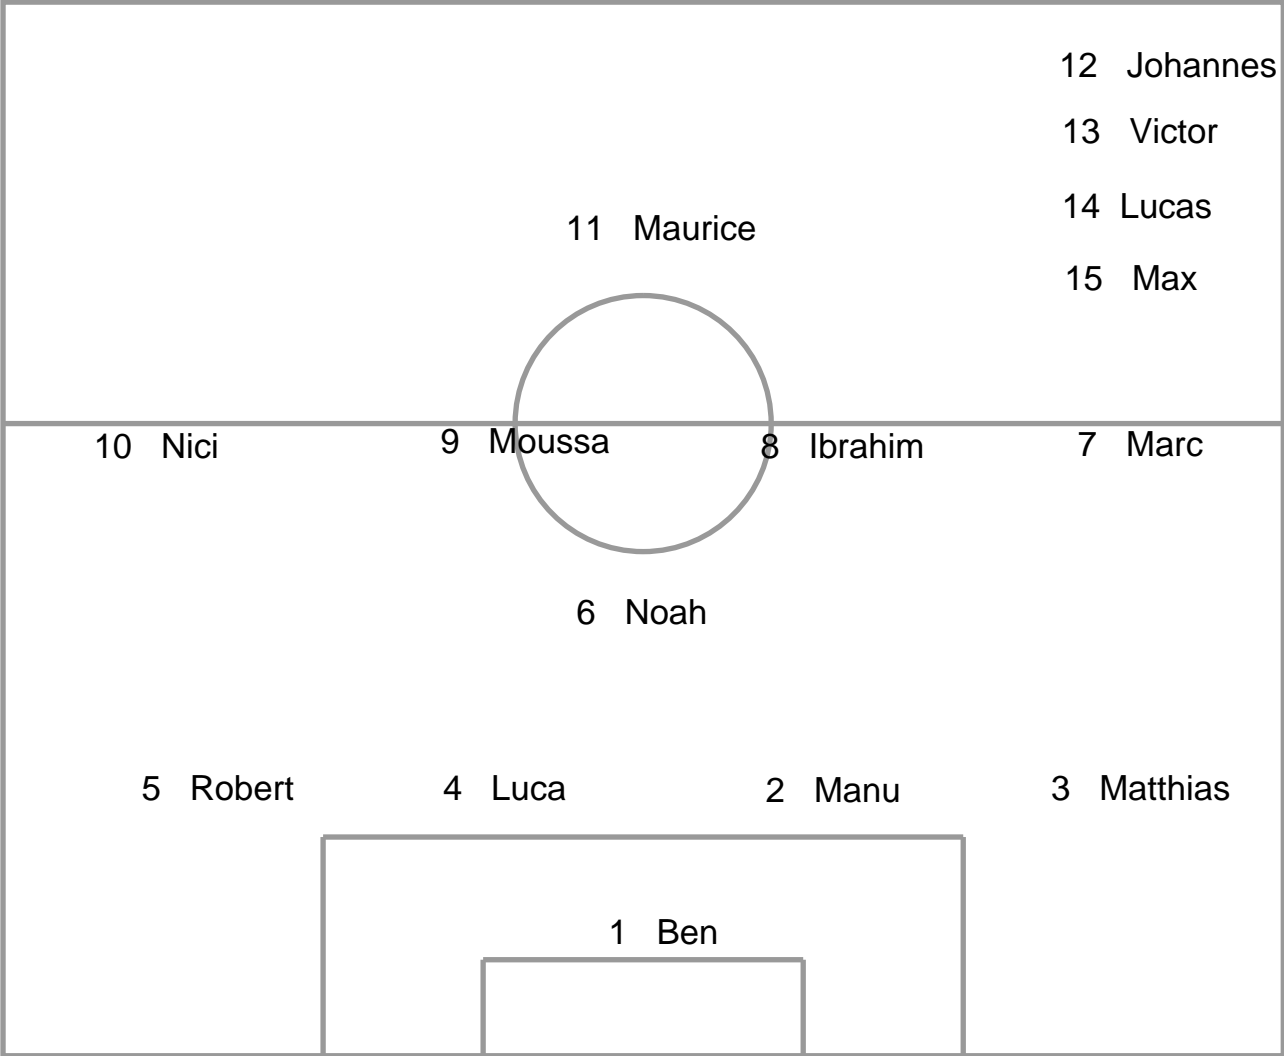 12 Johannes
13 Victor
14 Lucas
11 Maurice
15 Max
10 Nici 9 Moussa 8 Ibrahim 7 Marc
6 Noah
5 Robert 4 Luca 2 Manu 3 Matthias
1 Ben